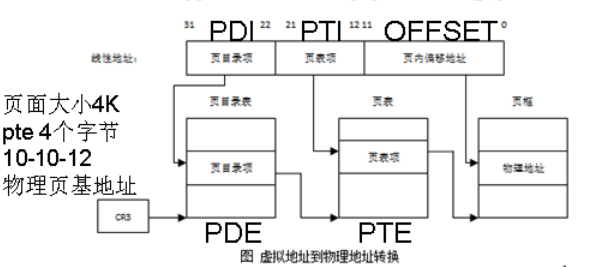 31 PDI 22 21 PTI 12 11 OFFSET 0
线性地址: 页目录项 页表项 页内偏移地址
页面大小4K
pte 4个字节
10-10-12
物理页基地址
页目录表 页表 页框
页目录项 页表项 物理地址
CR3
PDE PTE
图 虚拟地址到物理地址转换